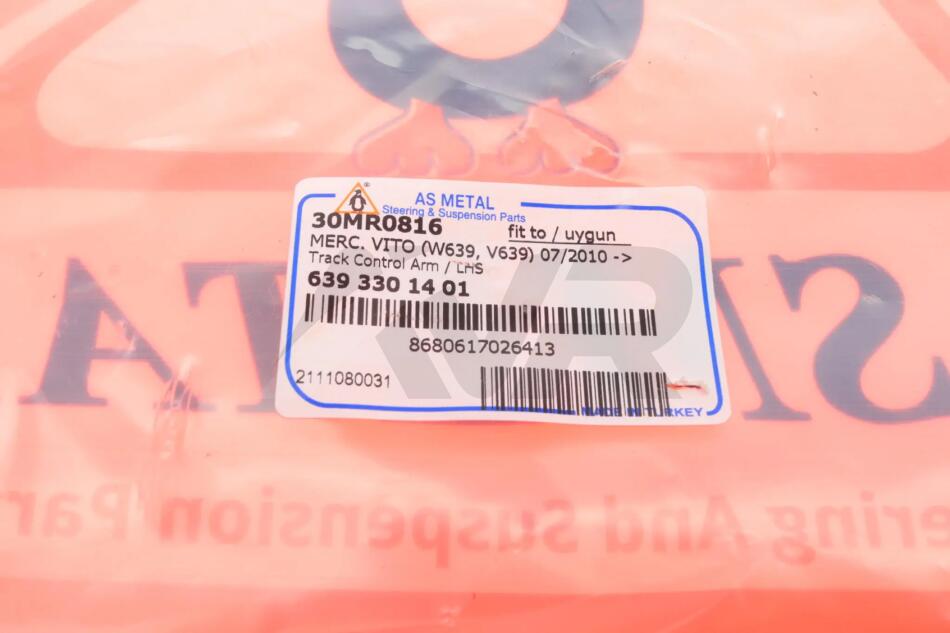 AS METAL
Steering & Suspension Parts
30MR0816
fit to / uygun
MERC. VITO (W639, V639) 07/2010 ->
Track Control Arm / LHS
639 330 14 01
8680617026413
2111080031
MADE IN TURKEY
ering And Suspension Par